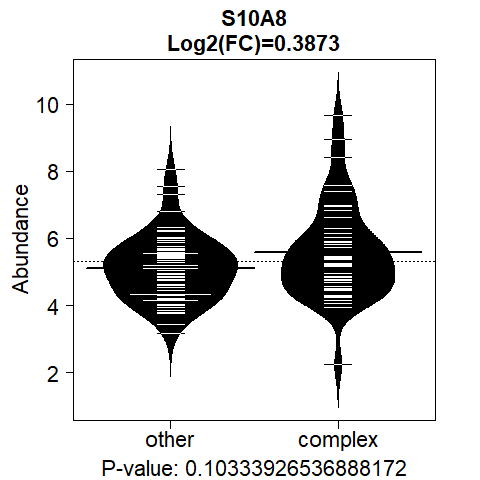 S10A8
Log2(FC)=0.3873
Abundance
10
8
6
4
2
other complex
P-value: 0.10333926536888172